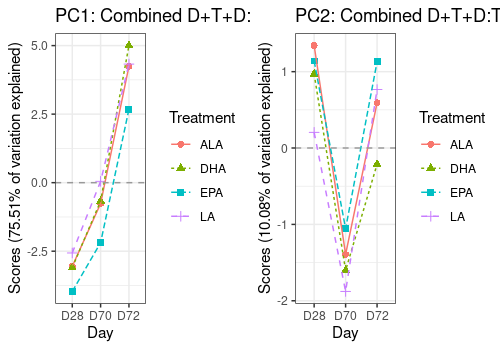 PC1: Combined D+T+D:
Scores (75.51% of variation explained)
5.0
2.5
0.0
-2.5
D28 D70 D72
Day
Treatment
ALA
DHA
EPA
LA
PC2: Combined D+T+D:T
Scores (10.08% of variation explained)
1
0
-1
-2
D28 D70 D72
Day
Treatment
ALA
DHA
EPA
LA